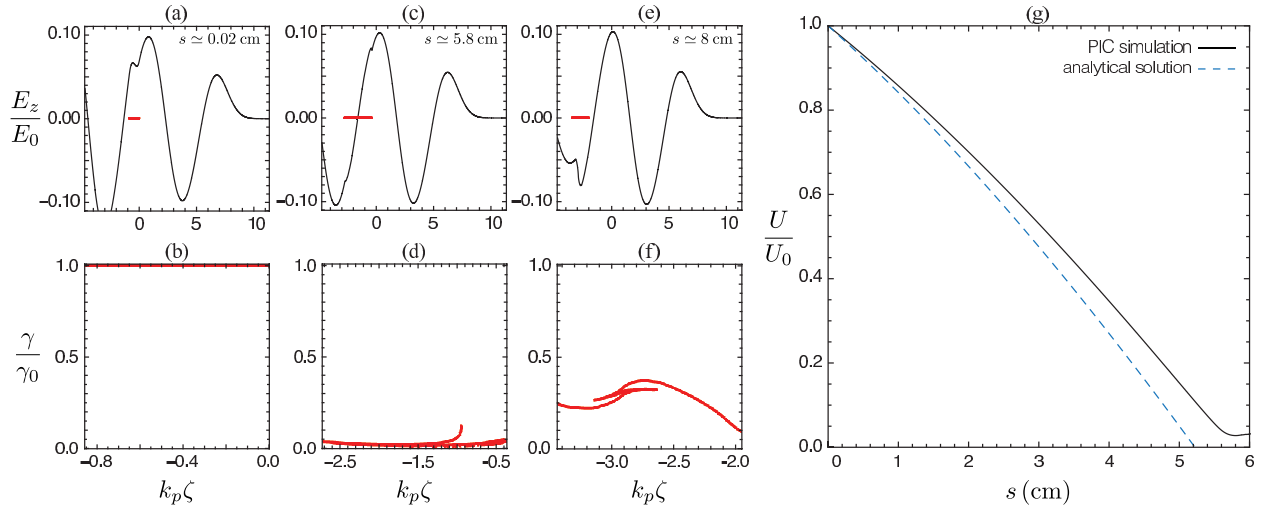 (a)
s ≃ 0.02 cm
0.10
0.00
−0.10
0
5
10
E_z
E_0
(c)
s ≃ 5.8 cm
0.10
0.00
−0.10
0
5
10
(e)
s ≃ 8 cm
0.10
0.00
−0.10
0
5
10
(b)
1.0
0.5
0.0
−0.8
−0.4
0.0
γ
γ_0
k_pζ
(d)
1.0
0.5
0.0
−2.5
−1.5
−0.5
k_pζ
(f)
1.0
0.5
0.0
−3.0
−2.5
−2.0
k_pζ
(g)
PIC simulation
analytical solution
1.0
0.8
0.6
0.4
0.2
0.0
U
U_0
0
1
2
3
4
5
6
s (cm)